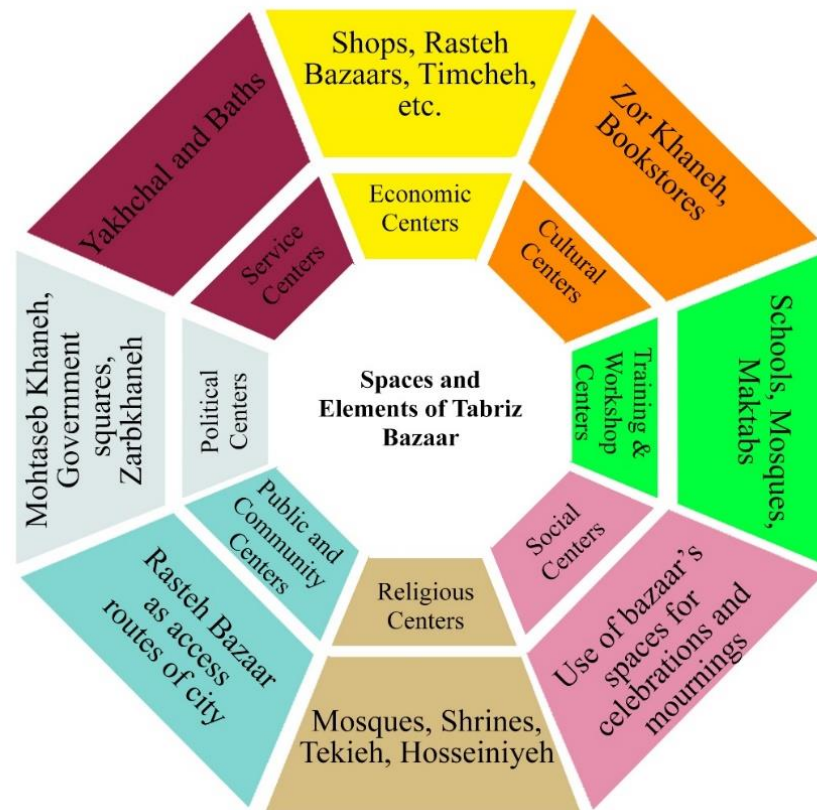 Spaces and
Elements of Tabriz
Bazaar
Shops, Rasteh
Bazaars, Timcheh,
etc.
Economic
Centers
Zor Khaneh,
Bookstores
Cultural
Centers
Schools, Mosques,
Maktabs
Training &
Workshop
Centers
Use of bazaar’s
spaces for
celebrations and
mournings
Social
Centers
Mosques, Shrines,
Tekieh, Hosseiniyeh
Religious
Centers
Rasteh Bazaar
as access
routes of city
Public and
Community
Centers
Mohtaseb Khaneh,
Government
squares,
Zarbkhaneh
Political
Centers
Yakhchal and Baths
Service
Centers